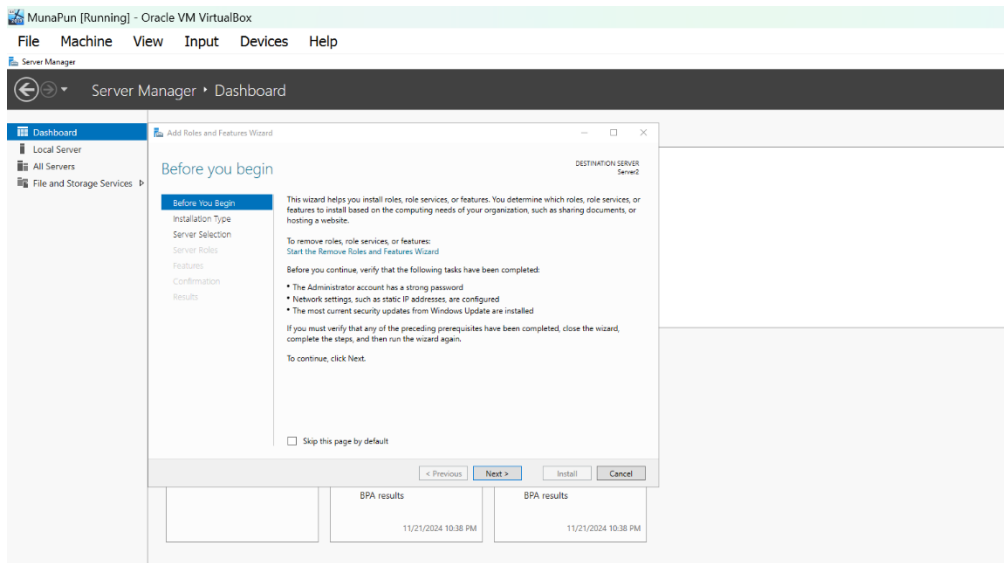 MunaPun [Running] - Oracle VM VirtualBox
File Machine View Input Devices Help
Server Manager
Server Manager • Dashboard
Dashboard
Local Server
All Servers
File and Storage Services
Add Roles and Features Wizard
Before you begin
DESTINATION SERVER
Server2
Before You Begin
Installation Type
Server Selection
Server Roles
Features
Confirmation
Results
This wizard helps you install roles, role services, or features. You determine which roles, role services, or
features to install based on the computing needs of your organization, such as sharing documents, or
hosting a website.
To remove roles, role services, or features:
Start the Remove Roles and Features Wizard
Before you continue, verify that the following tasks have been completed:
• The Administrator account has a strong password
• Network settings, such as static IP addresses, are configured
• The most current security updates from Windows Update are installed
If you must verify that any of the preceding prerequisites have been completed, close the wizard,
complete the steps, and then run the wizard again.
To continue, click Next.
Skip this page by default
< Previous Next > Install Cancel
BPA results BPA results
11/21/2024 10:38 PM 11/21/2024 10:38 PM